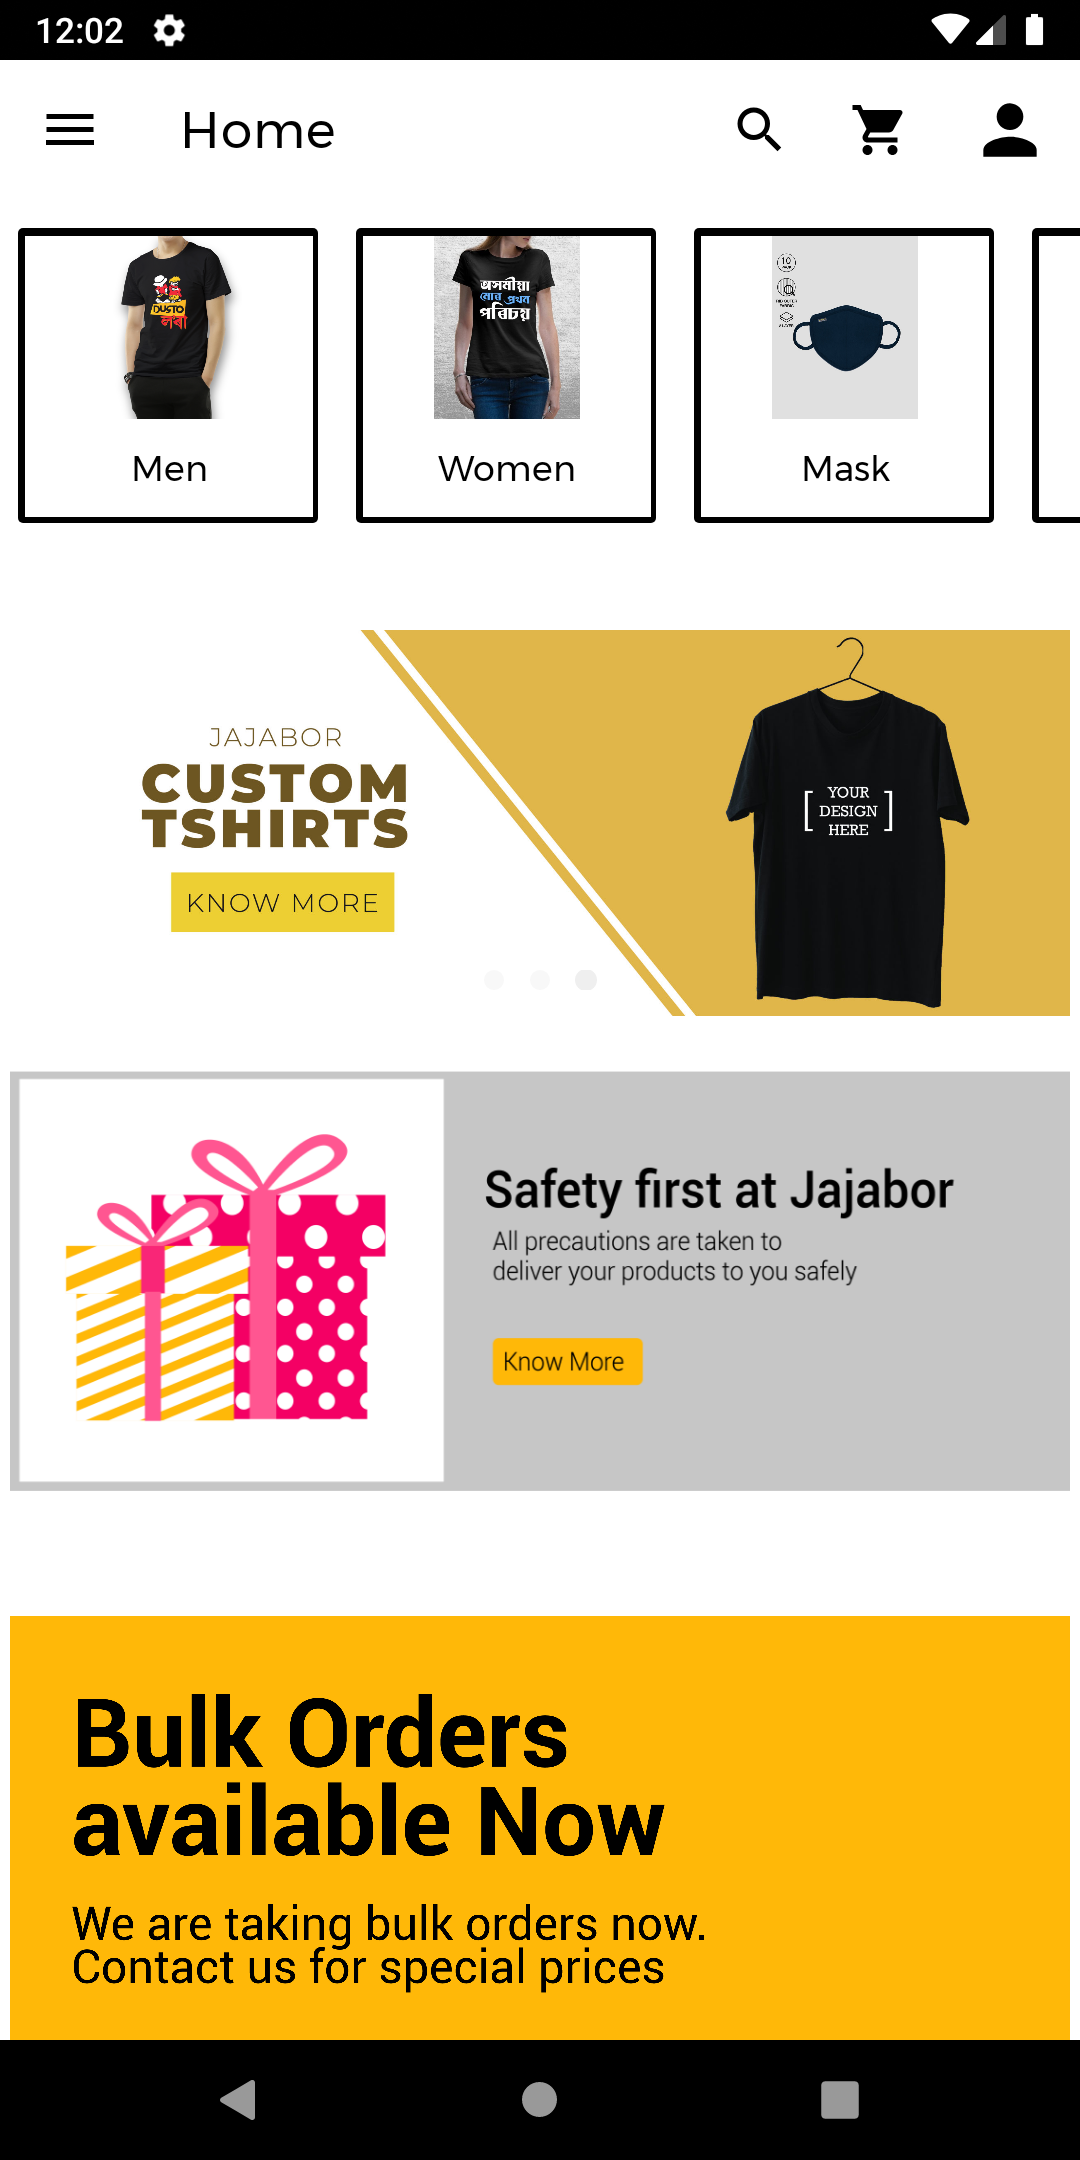 12:02
Home
DUSTO
লৰা
অসমীয়া
মোৰ প্ৰথম
পৰিচয়
10
Men
Women
Mask
JAJABOR
CUSTOM
TSHIRTS
KNOW MORE
YOUR
DESIGN
HERE
Safety first at Jajabor
All precautions are taken to
deliver your products to you safely
Know More
Bulk Orders
available Now
We are taking bulk orders now.
Contact us for special prices